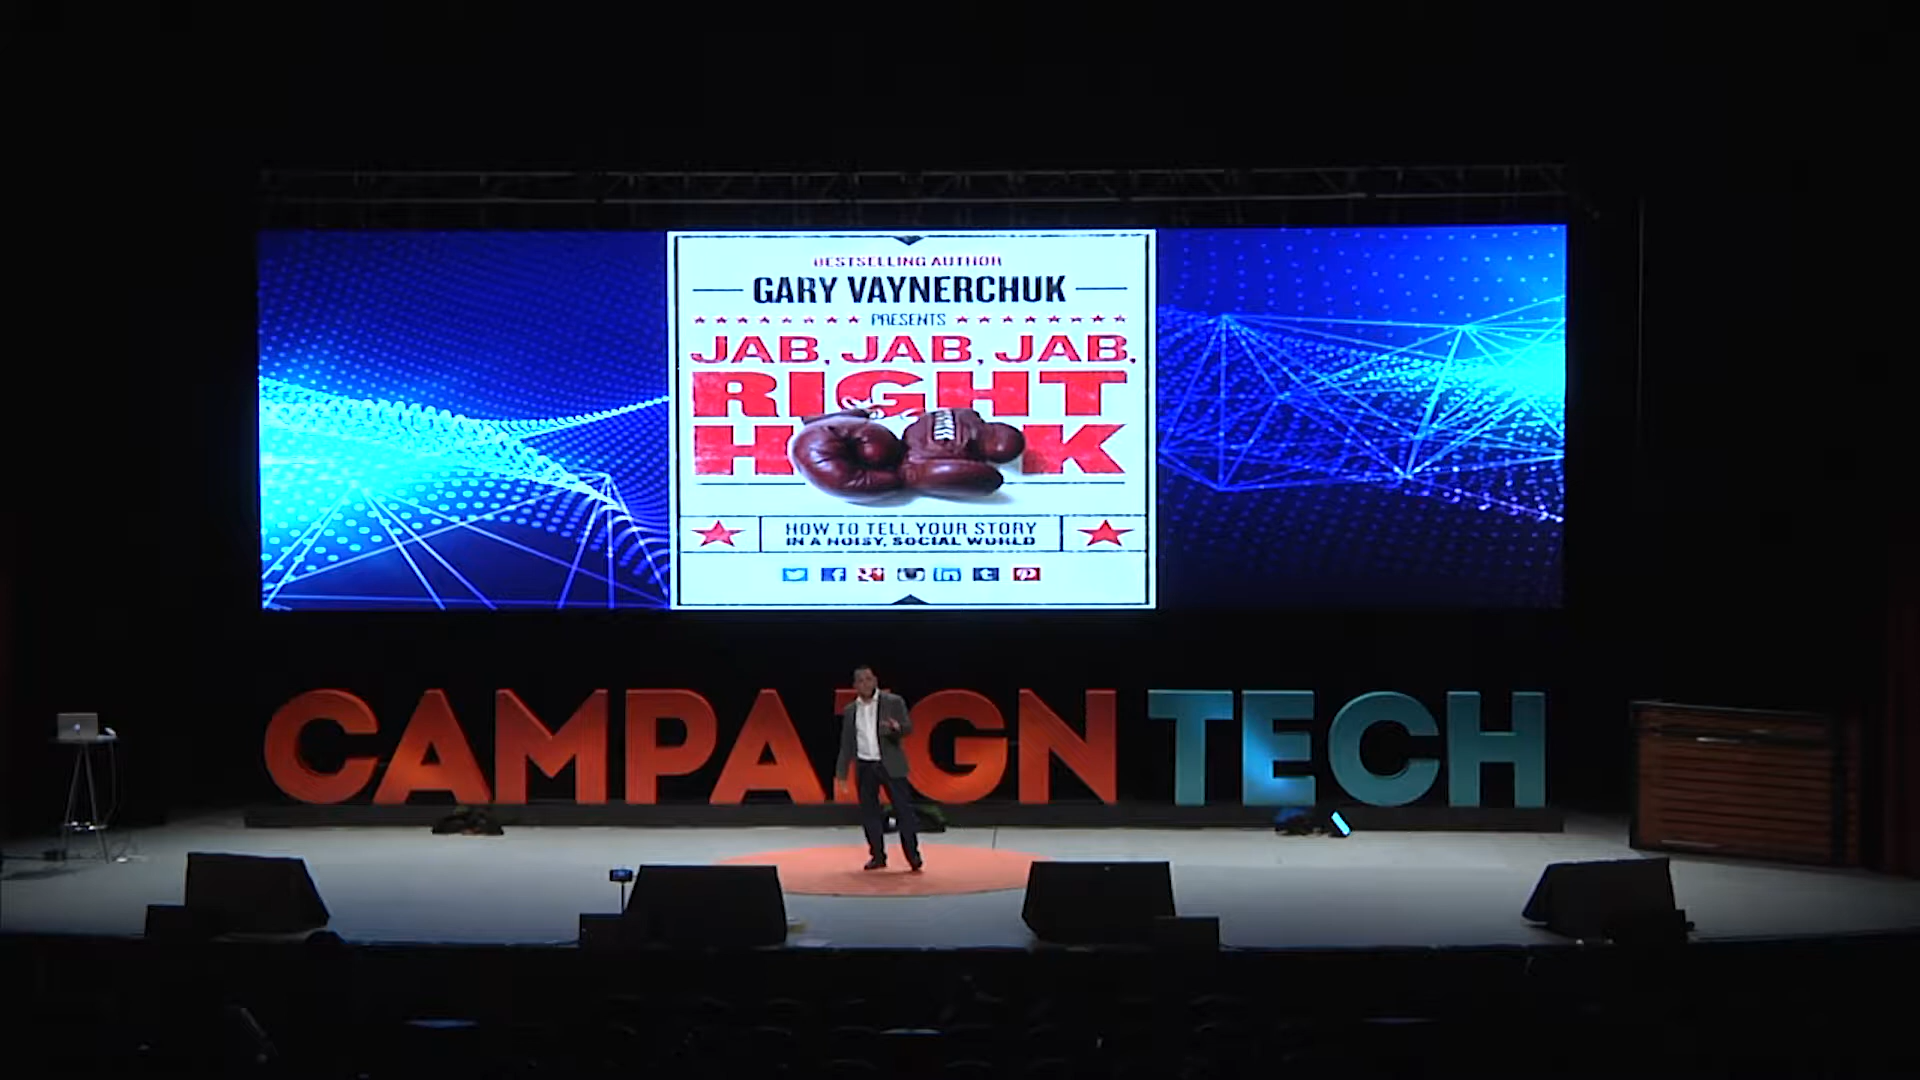 BESTSELLING AUTHOR
GARY VAYNERCHUK
PRESENTS
JAB, JAB, JAB,
RIGHT
HOOK
HOW TO TELL YOUR STORY
IN A NOISY, SOCIAL WORLD
CAMPAIGN TECH